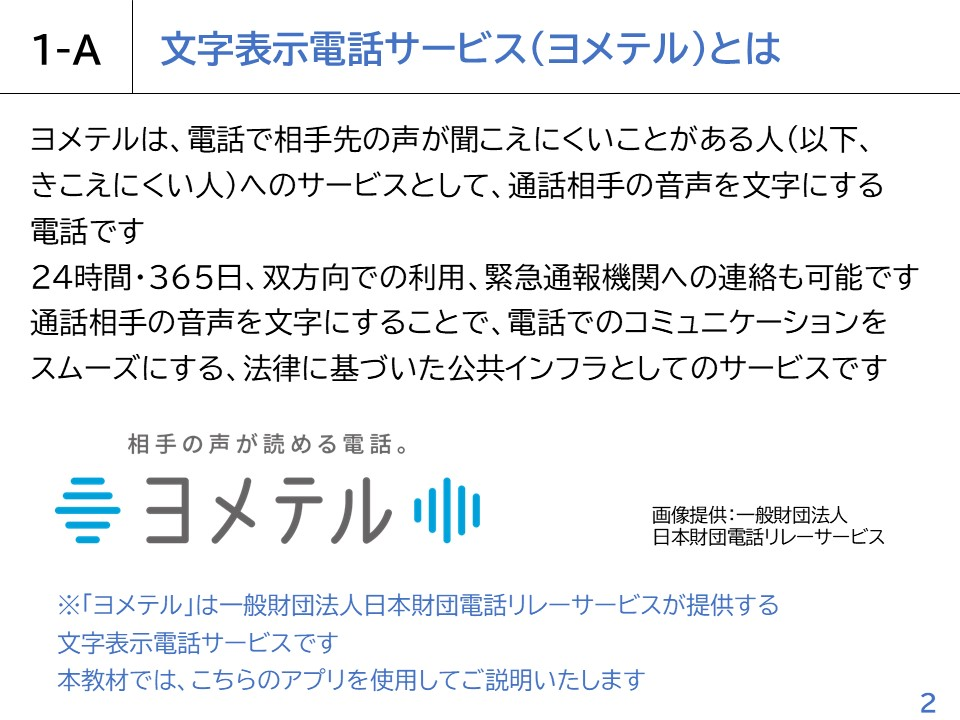 1-A
文字表示電話サービス(ヨメテル)とは
ヨメテルは、電話で相手先の声が聞こえにくいことがある人(以下、
きこえにくい人)へのサービスとして、通話相手の音声を文字にする
電話です
24時間・365日、双方向での利用、緊急通報機関への連絡も可能です
通話相手の音声を文字にすることで、電話でのコミュニケーションを
スムーズにする、法律に基づいた公共インフラとしてのサービスです
相手の声が読める電話。
ヨメテル
画像提供:一般財団法人
日本財団電話リレーサービス
※「ヨメテル」は一般財団法人日本財団電話リレーサービスが提供する
文字表示電話サービスです
本教材では、こちらのアプリを使用してご説明いたします
2